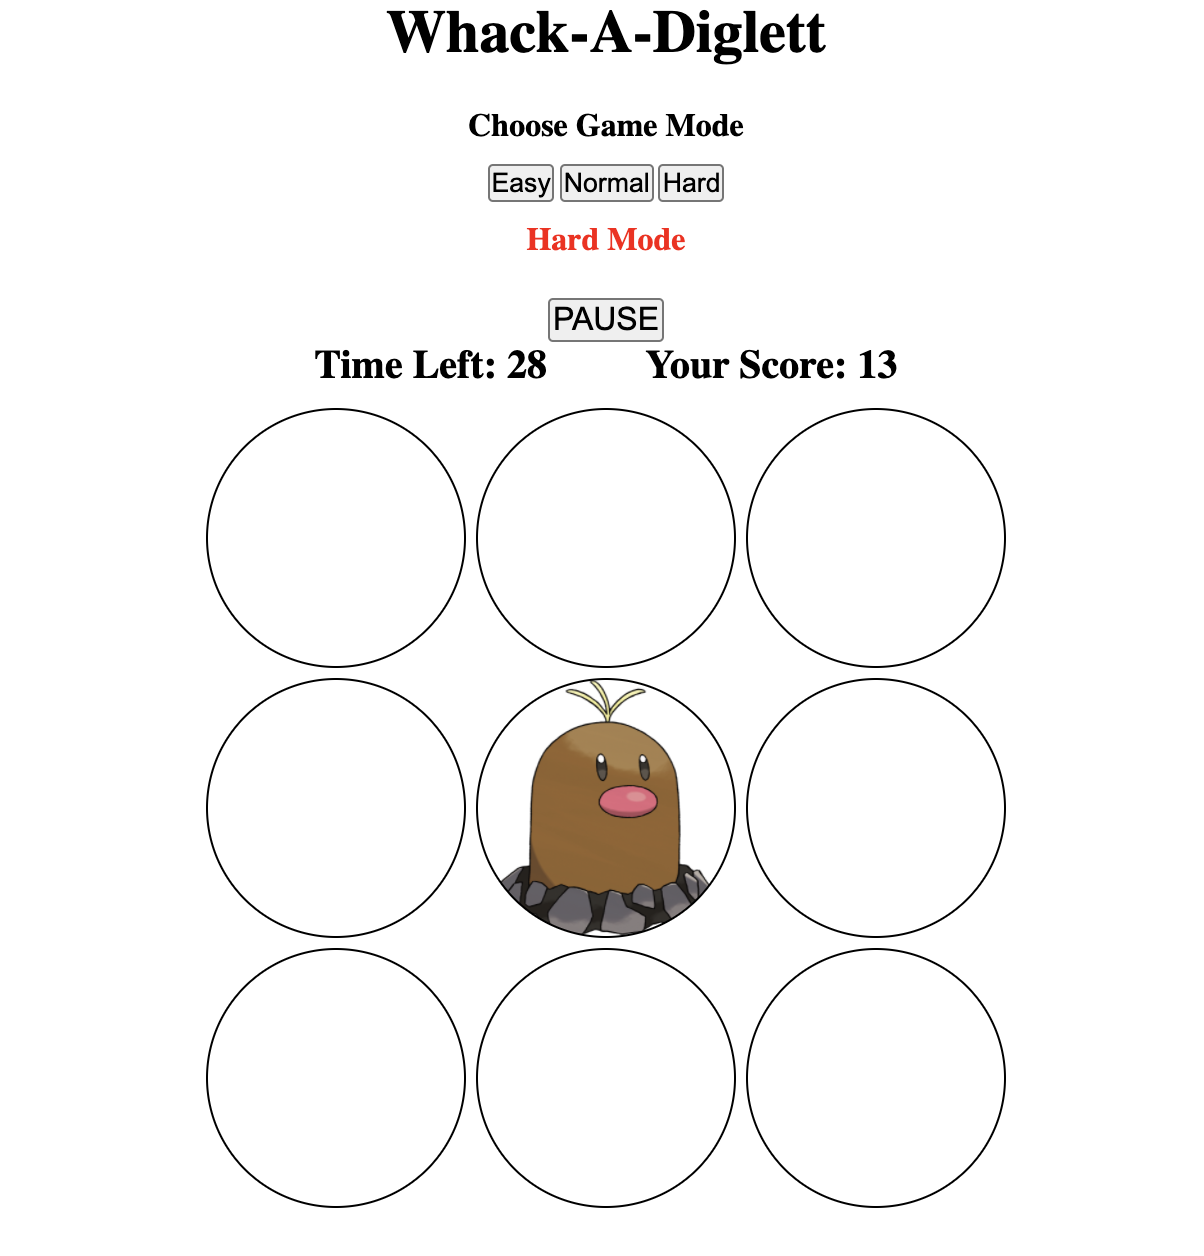 Whack-A-Diglett
Choose Game Mode
Easy Normal Hard
Hard Mode
PAUSE
Time Left: 28 Your Score: 13